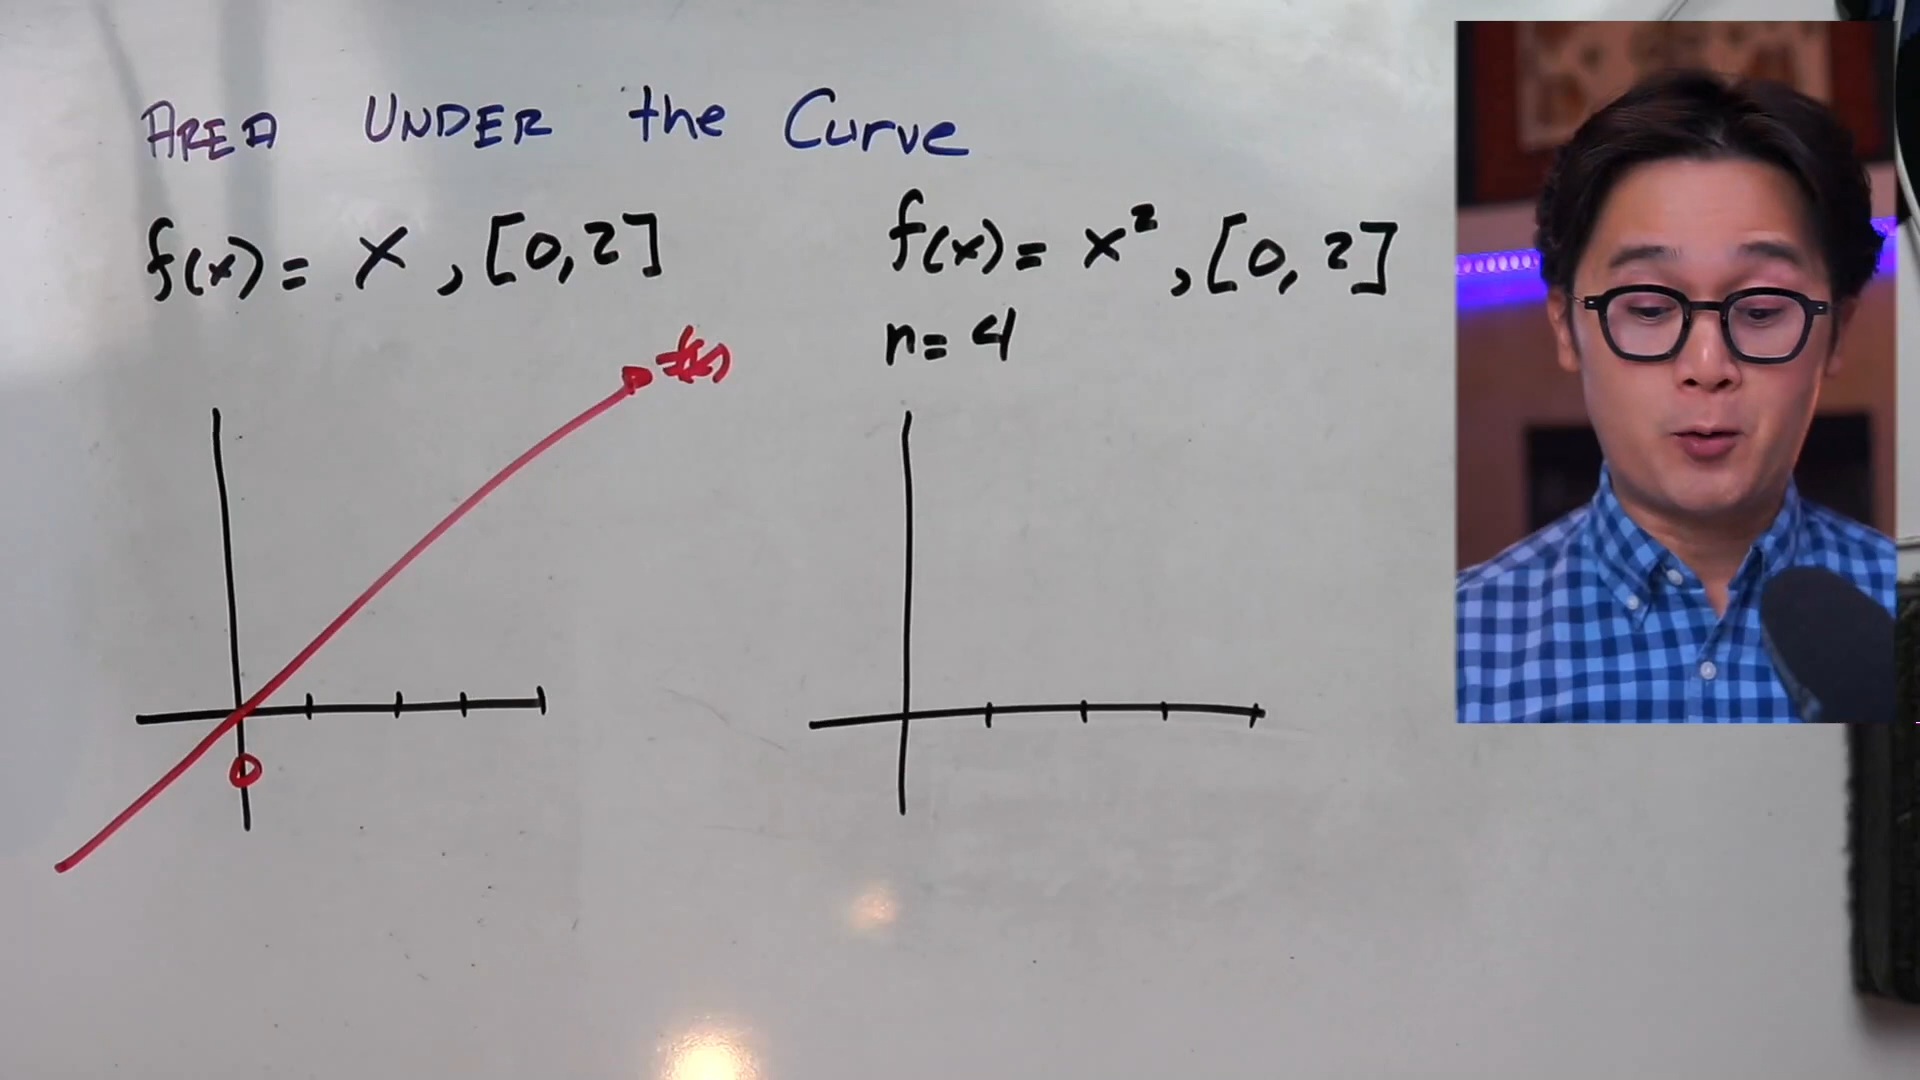 AREA UNDER the Curve
f(x) = x, [0,2]
f(x) = x², [0, 2]
n = 4
f(x)
0